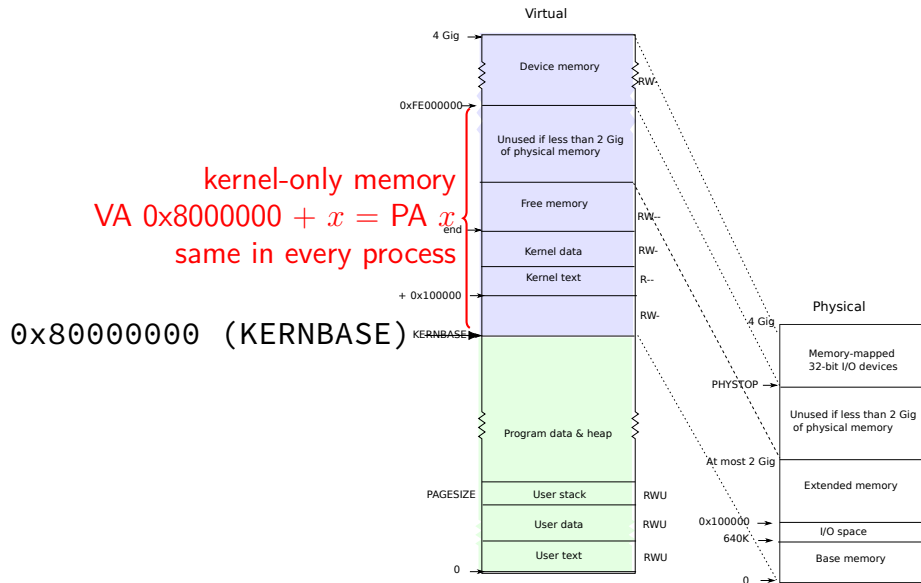 Virtual
4 Gig
Device memory
RW-
0xFE000000
Unused if less than 2 Gig
of physical memory
kernel-only memory
VA 0x8000000 + x = PA x
same in every process
Free memory
RW--
end
Kernel data
RW-
Kernel text
R--
+ 0x100000
RW-
0x80000000 (KERNBASE)
KERNBASE
Program data & heap
PAGESIZE
User stack
RWU
User data
RWU
User text
RWU
0
Physical
4 Gig
Memory-mapped
32-bit I/O devices
PHYSTOP
Unused if less than 2 Gig
of physical memory
At most 2 Gig
Extended memory
0x100000
I/O space
640K
Base memory
0